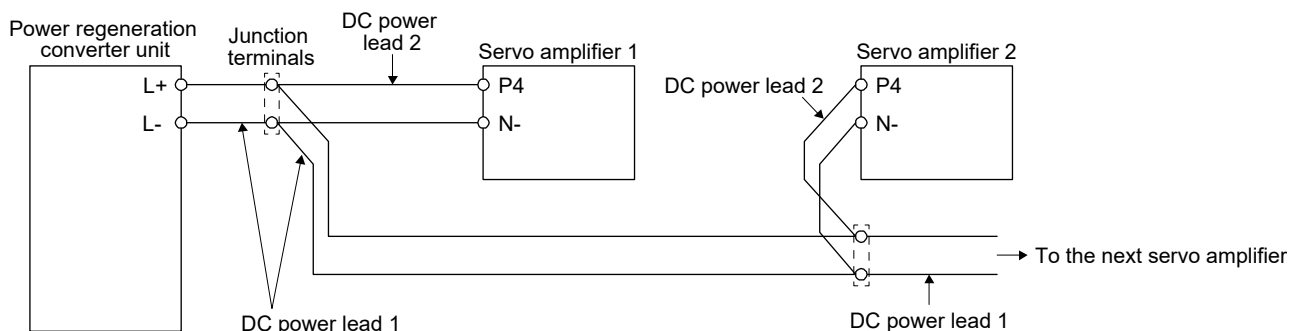 Power regeneration
converter unit
Junction
terminals
DC power
lead 2
Servo amplifier 1
Servo amplifier 2
L+
P4
DC power lead 2
P4
L-
N-
N-
To the next servo amplifier
DC power lead 1
DC power lead 1